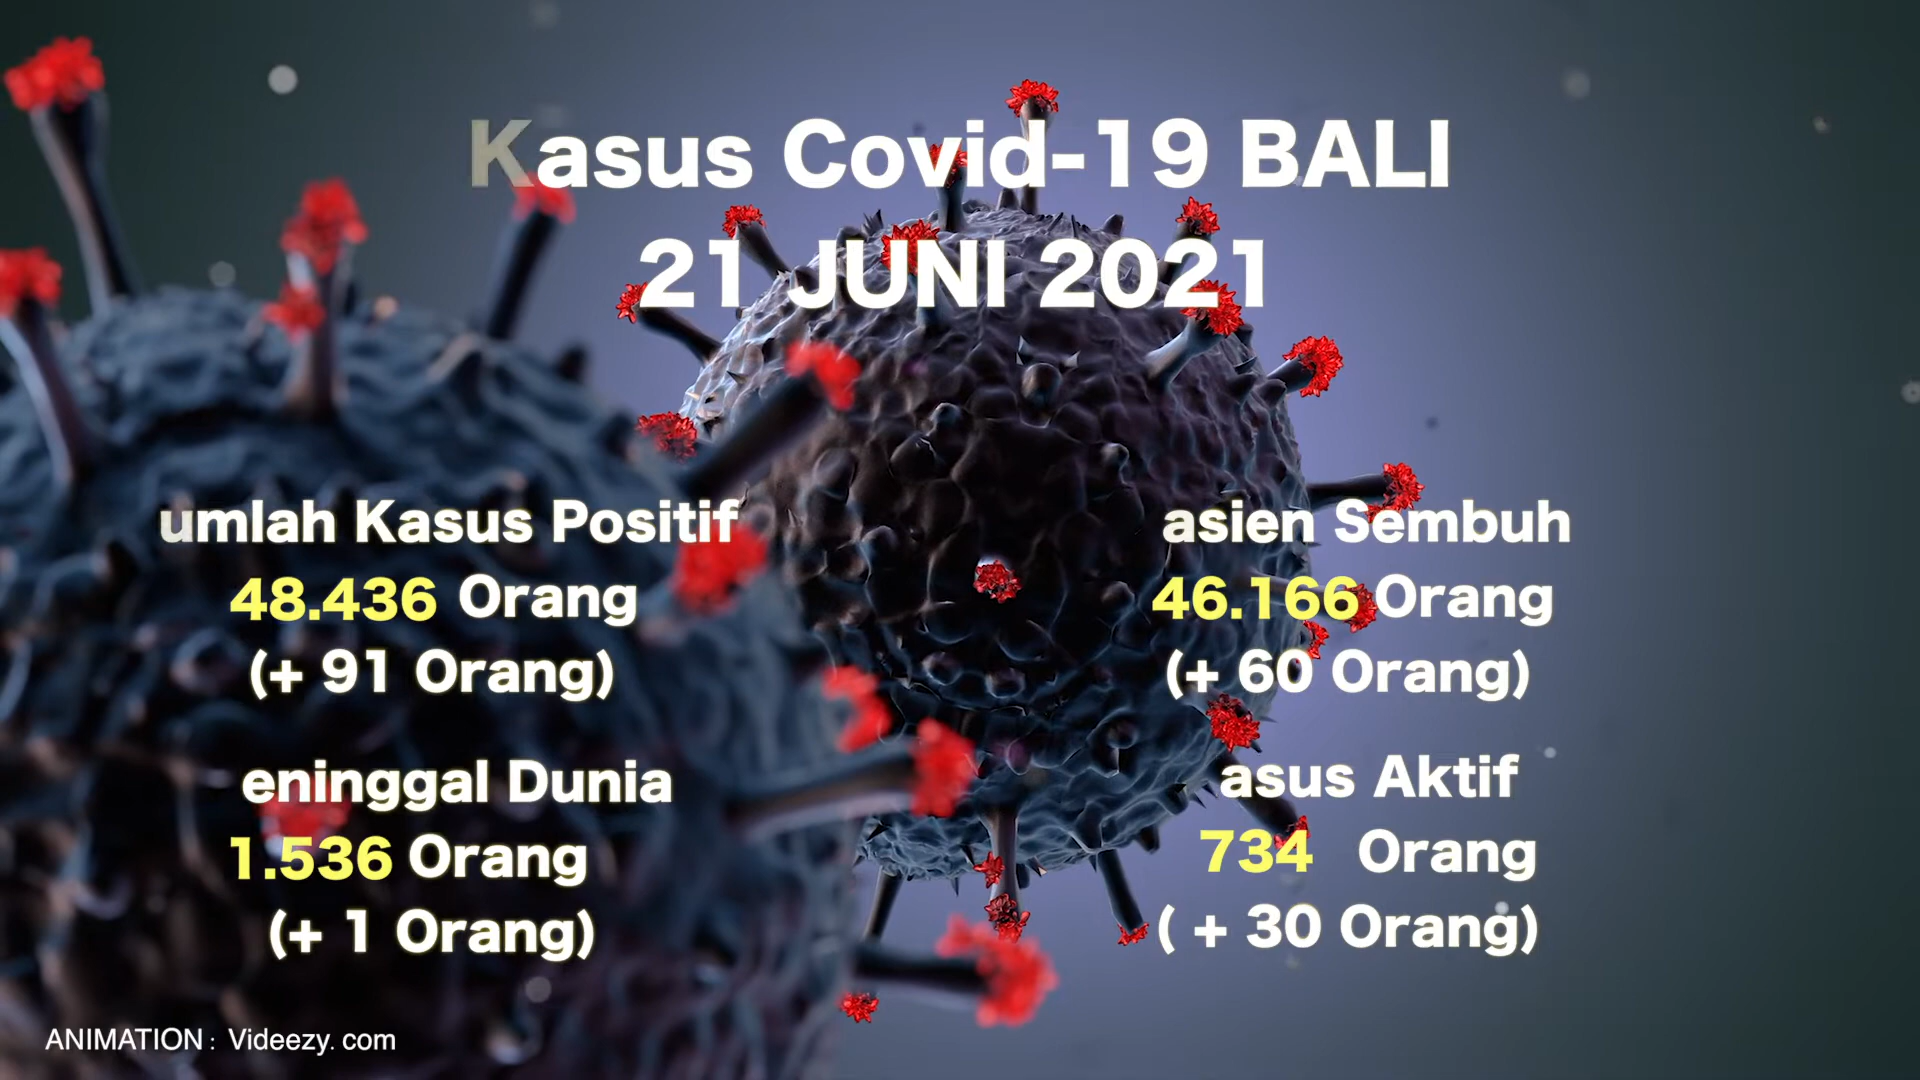 Kasus Covid-19 BALI
21 JUNI 2021
umlah Kasus Positif
48.436 Orang
(+ 91 Orang)
asien Sembuh
46.166 Orang
(+ 60 Orang)
eninggal Dunia
1.536 Orang
(+ 1 Orang)
asus Aktif
734 Orang
( + 30 Orang)
ANIMATION : Videezy. com